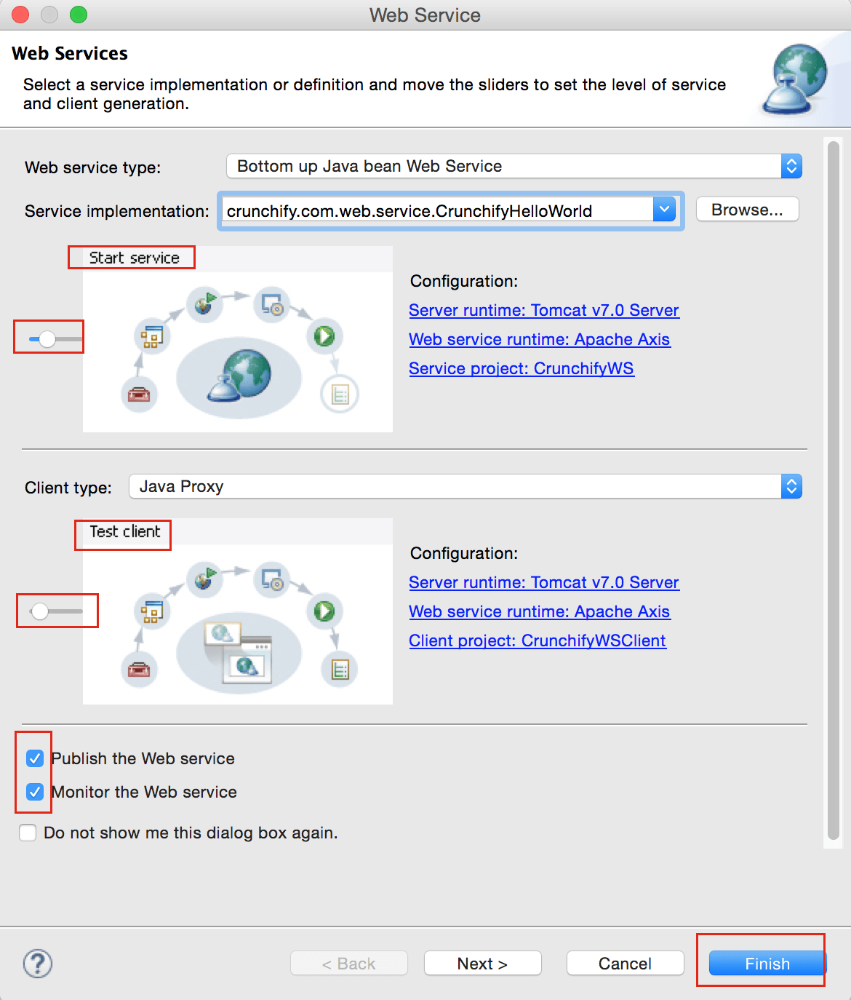 Web Service
Web Services
Select a service implementation or definition and move the sliders to set the level of service
and client generation.
Web service type:
Bottom up Java bean Web Service
Service implementation:
crunchify.com.web.service.CrunchifyHelloWorld
Browse...
Start service
Configuration:
Server runtime: Tomcat v7.0 Server
Web service runtime: Apache Axis
Service project: CrunchifyWS
Client type:
Java Proxy
Test client
Configuration:
Server runtime: Tomcat v7.0 Server
Web service runtime: Apache Axis
Client project: CrunchifyWSClient
Publish the Web service
Monitor the Web service
Do not show me this dialog box again.
?
< Back
Next >
Cancel
Finish